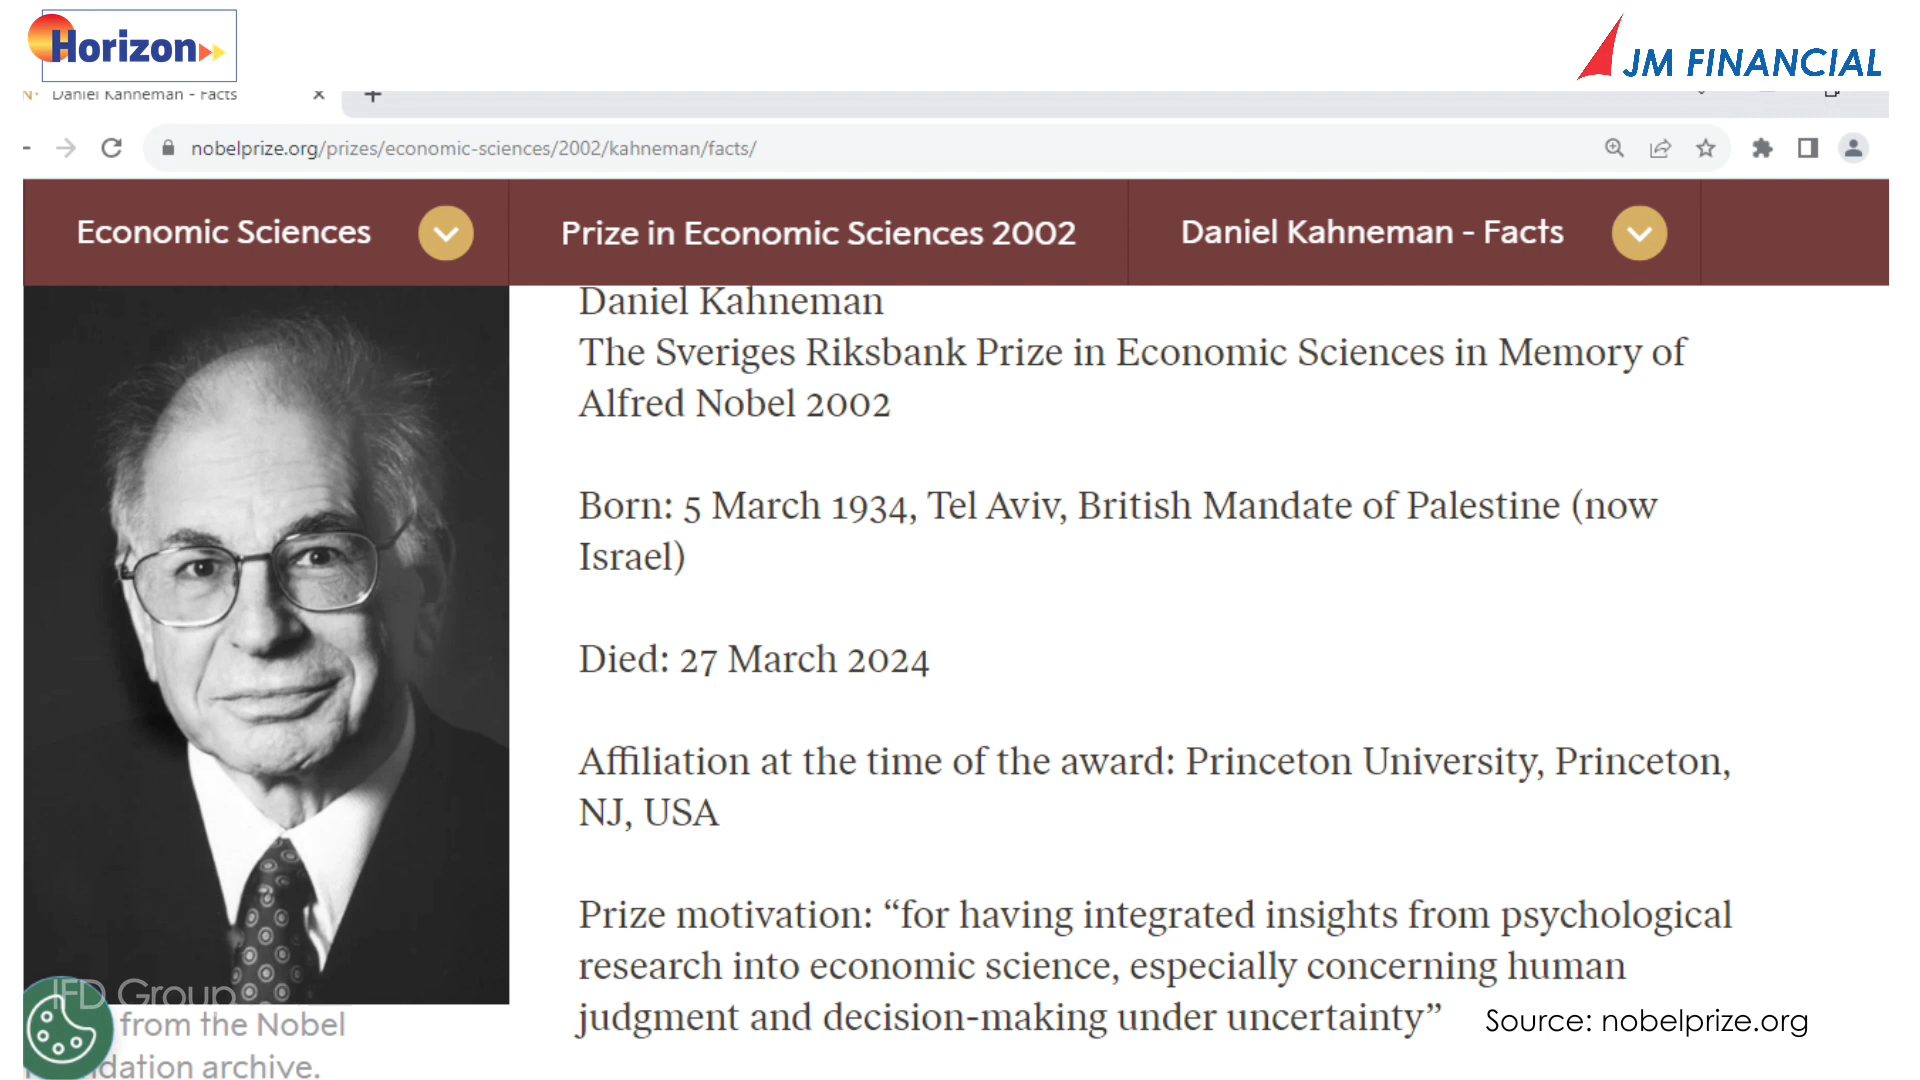 Horizon
JM FINANCIAL
Daniel Kahneman - Facts
nobelprize.org/prizes/economic-sciences/2002/kahneman/facts/
Economic Sciences
Prize in Economic Sciences 2002
Daniel Kahneman - Facts
Daniel Kahneman
The Sveriges Riksbank Prize in Economic Sciences in Memory of
Alfred Nobel 2002
Born: 5 March 1934, Tel Aviv, British Mandate of Palestine (now
Israel)
Died: 27 March 2024
Affiliation at the time of the award: Princeton University, Princeton,
NJ, USA
Prize motivation: “for having integrated insights from psychological
research into economic science, especially concerning human
judgment and decision-making under uncertainty”
Group
from the Nobel
dation archive.
Source: nobelprize.org